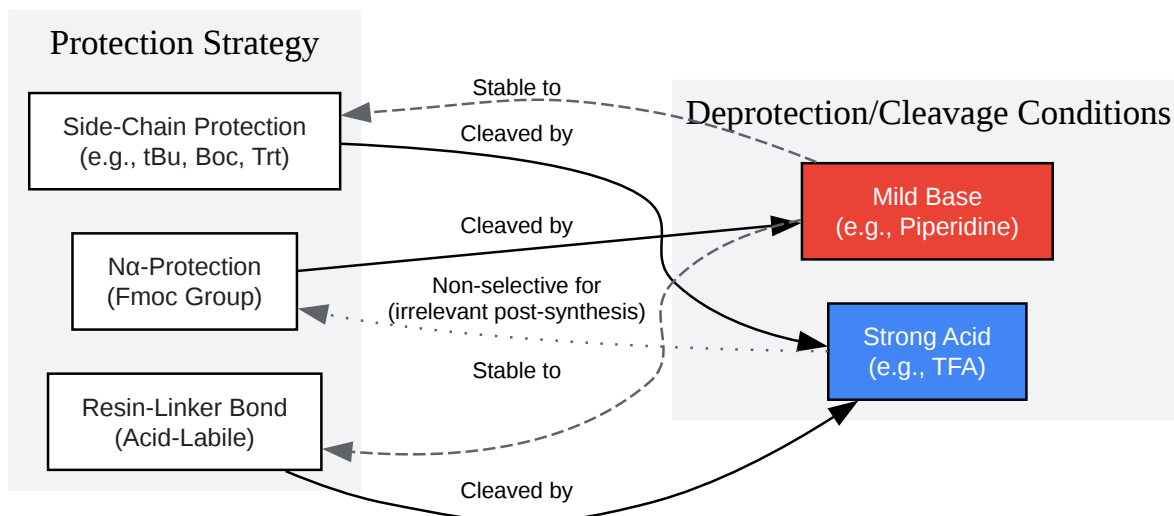 Protection Strategy
Side-Chain Protection
(e.g., tBu, Boc, Trt)
Nα-Protection
(Fmoc Group)
Resin-Linker Bond
(Acid-Labile)
Stable to
Cleaved by
Cleaved by
Non-selective for
(irrelevant post-synthesis)
Stable to
Cleaved by
Deprotection/Cleavage Conditions
Mild Base
(e.g., Piperidine)
Strong Acid
(e.g., TFA)